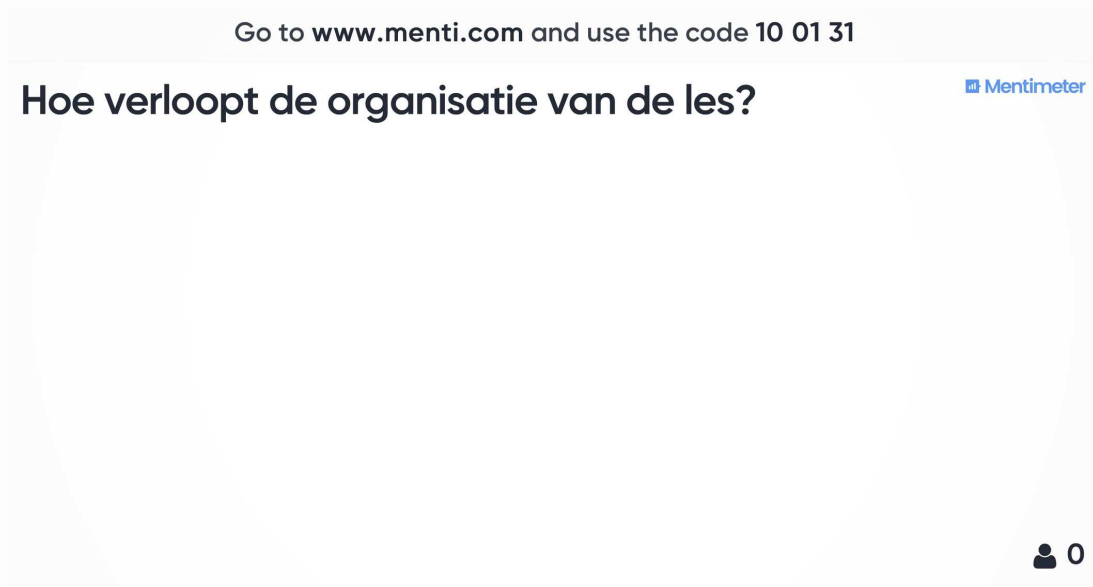 Go to www.menti.com and use the code 10 01 31
Hoe verloopt de organisatie van de les?
Mentimeter
0